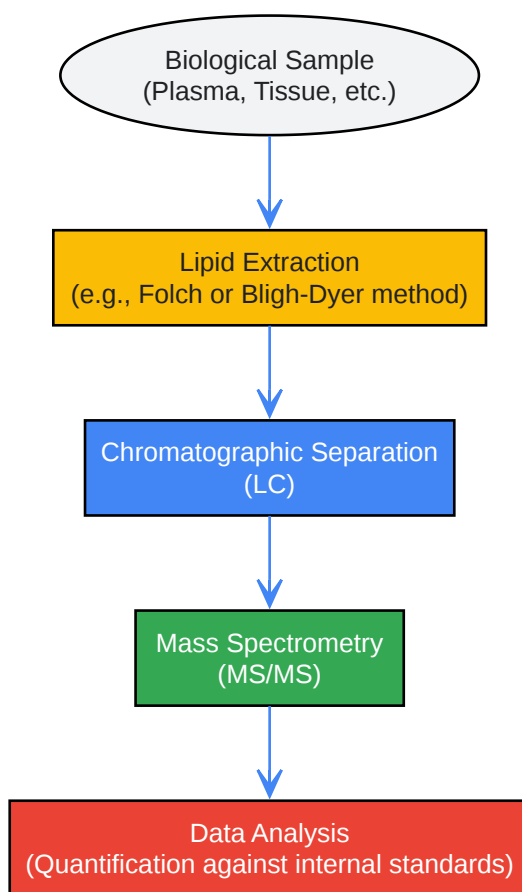 Biological Sample
(Plasma, Tissue, etc.)
Lipid Extraction
(e.g., Folch or Bligh-Dyer method)
Chromatographic Separation
(LC)
Mass Spectrometry
(MS/MS)
Data Analysis
(Quantification against internal standards)